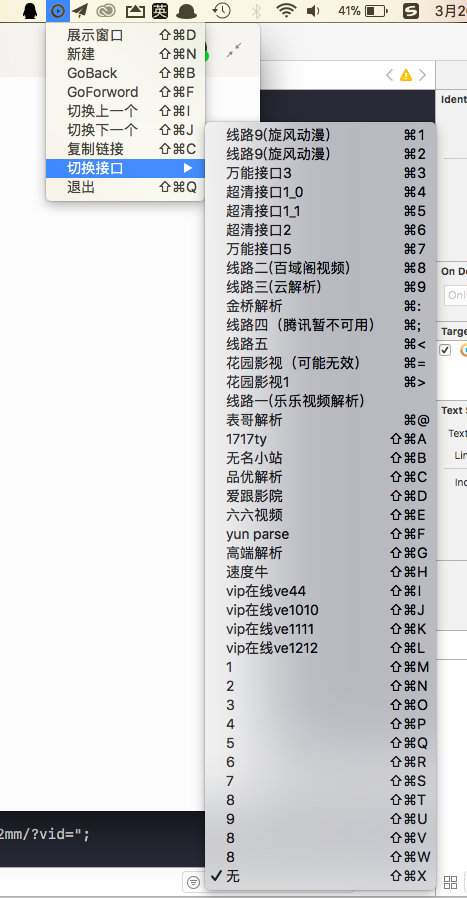 英 41% S 3月2
展示窗口 ⇧⌘D
新建 ⇧⌘N
GoBack ⇧⌘B
GoForword ⇧⌘F
切换上一个 ⇧⌘I
切换下一个 ⇧⌘J
复制链接 ⇧⌘C
切换接口
退出 ⇧⌘Q
线路9(旋风动漫) ⌘1
线路9(旋风动漫) ⌘2
万能接口3 ⌘3
超清接口1_0 ⌘4
超清接口1_1 ⌘5
超清接口2 ⌘6
万能接口5 ⌘7
线路二(百域阁视频) ⌘8
线路三(云解析) ⌘9
金桥解析 ⌘:
线路四（腾讯暂不可用） ⌘;
线路五 ⌘<
花园影视（可能无效） ⌘=
花园影视1 ⌘>
线路一(乐乐视频解析)
表哥解析 ⌘@
1717ty ⇧⌘A
无名小站 ⇧⌘B
品优解析 ⇧⌘C
爱跟影院 ⇧⌘D
六六视频 ⇧⌘E
yun parse ⇧⌘F
高端解析 ⇧⌘G
速度牛 ⇧⌘H
vip在线ve44 ⇧⌘I
vip在线ve1010 ⇧⌘J
vip在线ve1111 ⇧⌘K
vip在线ve1212 ⇧⌘L
1 ⇧⌘M
2 ⇧⌘N
3 ⇧⌘O
4 ⇧⌘P
5 ⇧⌘Q
6 ⇧⌘R
7 ⇧⌘S
8 ⇧⌘T
9 ⇧⌘U
8 ⇧⌘V
8 ⇧⌘W
✓无 ⇧⌘X
Ident
On De
Only
Targe
Text S
Text
Lin
Inc
2mm/?vid=";